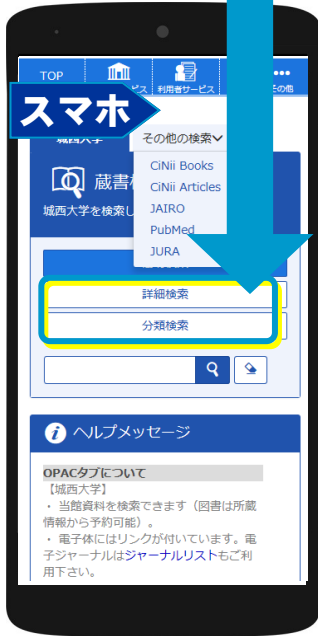 TOP
ビス
利用者サービス
その他
スマホ
城西大学
その他の検索
CiNii Books
蔵書検
CiNii Articles
城西大学を検索し
JAIRO
PubMed
JURA
詳細検索
分類検索
i ヘルプメッセージ
OPACタブについて
【城西大学】
・ 当館資料を検索できます（図書は所蔵
情報から予約可能）。
・ 電子体にはリンクが付いています。電
子ジャーナルはジャーナルリストもご利
用下さい。